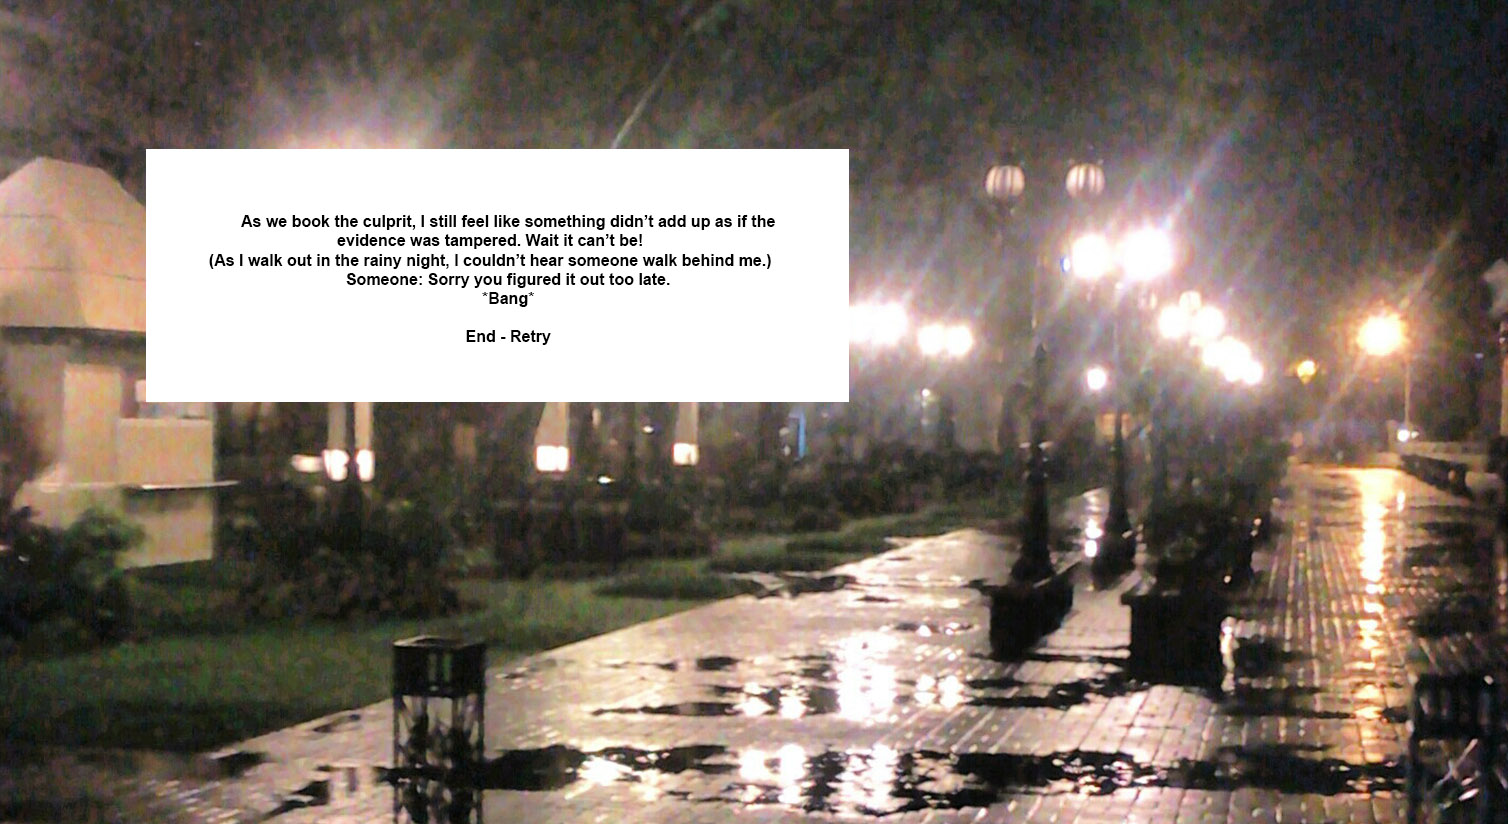 As we book the culprit, I still feel like something didn’t add up as if the
evidence was tampered. Wait it can’t be!
(As I walk out in the rainy night, I couldn’t hear someone walk behind me.)
Someone: Sorry you figured it out too late.
*Bang*
End - Retry